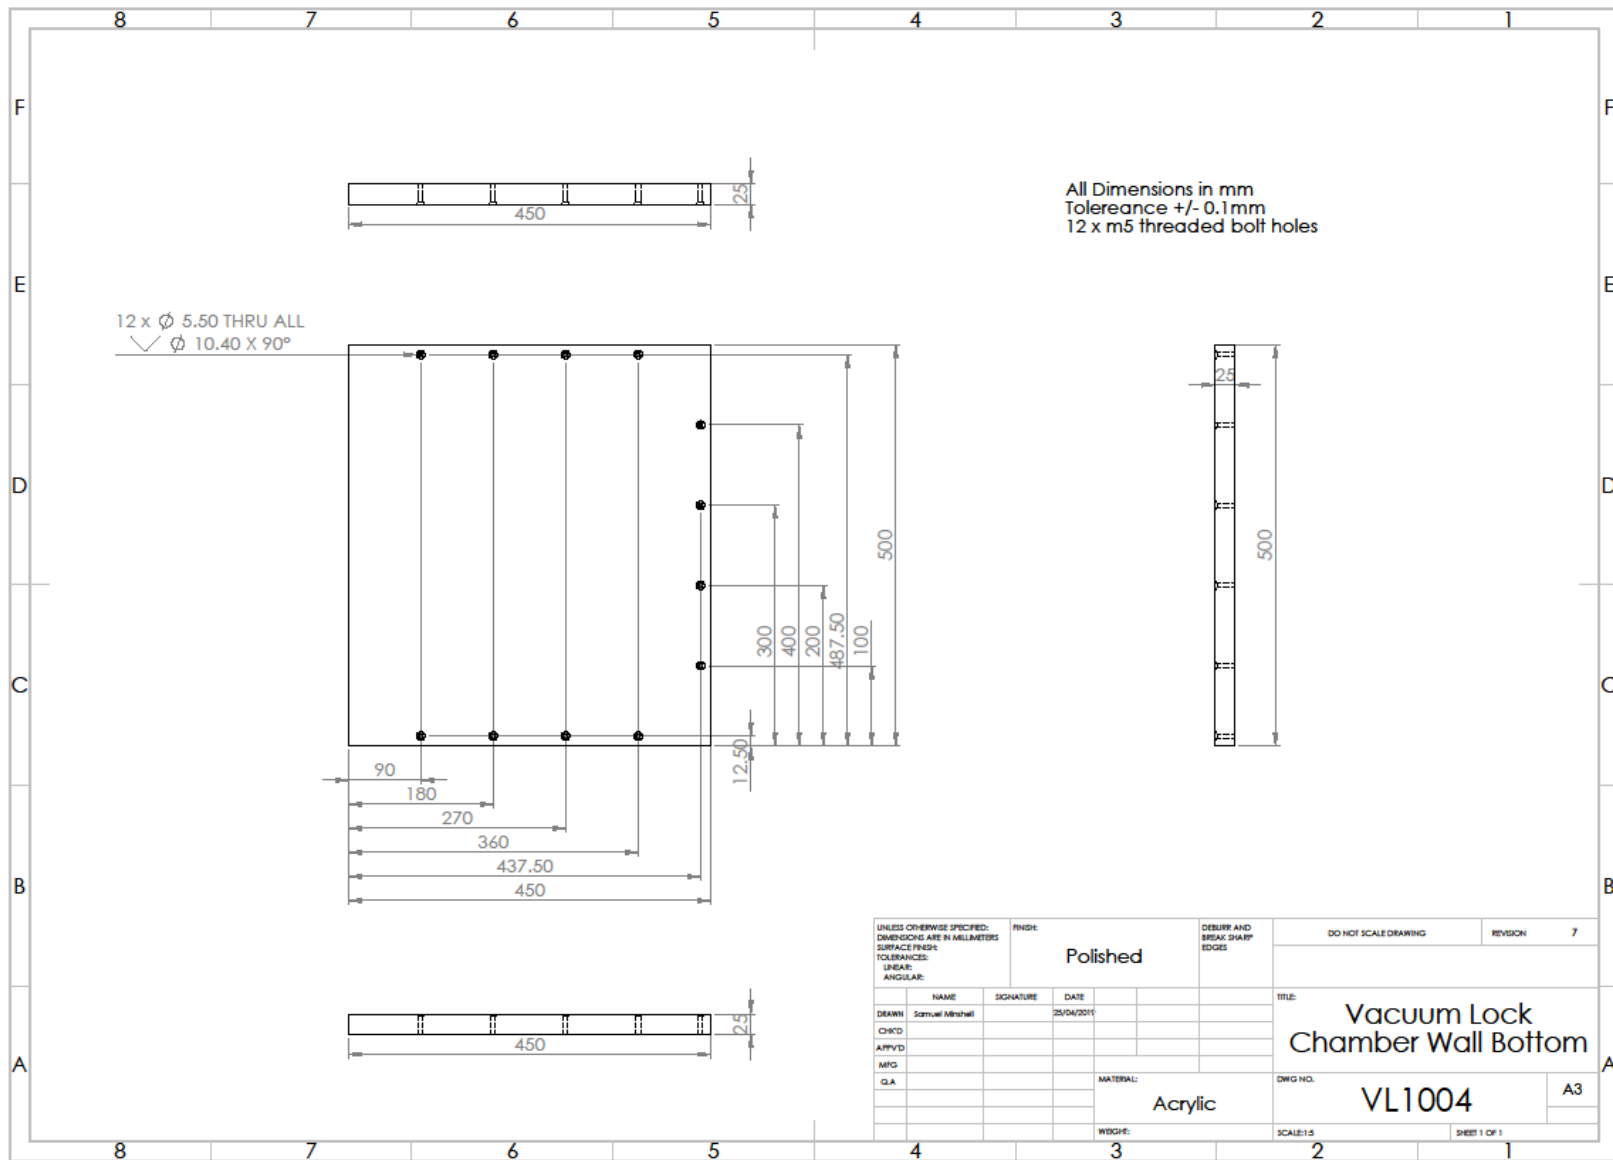 8 7 6 5 4 3 2 1
F F
E E
D D
C C
B B
A A
25
450
All Dimensions in mm
Tolereance +/- 0.1mm
12 x m5 threaded bolt holes
12 x Ø 5.50 THRU ALL
Ø 10.40 X 90°
25
500
500
300
400
200
487.50
100
12.50
90
180
270
360
437.50
450
25
450
UNLESS OTHERWISE SPECIFIED:
DIMENSIONS ARE IN MILLIMETERS
SURFACE FINISH:
TOLERANCES:
LINEAR:
ANGULAR:
FINISH:
Polished
DEBURR AND
BREAK SHARP
EDGES
DO NOT SCALE DRAWING
REVISION 7
NAME SIGNATURE DATE
DRAWN Samuel Minshell 25/04/2019
CHK'D
APPV'D
MFG
Q.A
TITLE:
Vacuum Lock
Chamber Wall Bottom
MATERIAL:
Acrylic
DWG NO.
VL1004
A3
WEIGHT:
SCALE:1:5
SHEET 1 OF 1
8 7 6 5 4 3 2 1